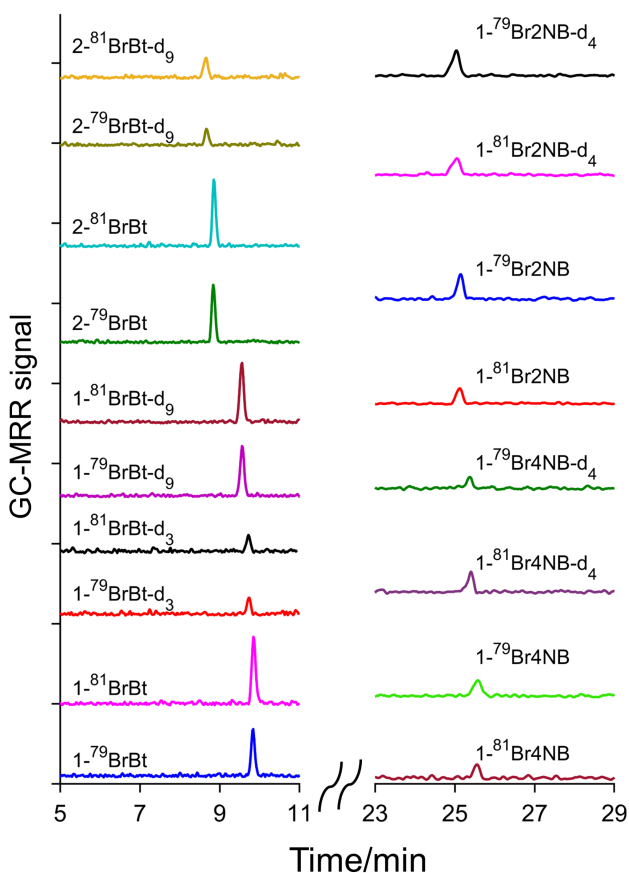 GC-MRR signal
2-⁸¹BrBt-d₉
2-⁷⁹BrBt-d₉
2-⁸¹BrBt
2-⁷⁹BrBt
1-⁸¹BrBt-d₉
1-⁷⁹BrBt-d₉
1-⁸¹BrBt-d₃
1-⁷⁹BrBt-d₃
1-⁸¹BrBt
1-⁷⁹BrBt
1-⁷⁹Br2NB-d₄
1-⁸¹Br2NB-d₄
1-⁷⁹Br2NB
1-⁸¹Br2NB
1-⁷⁹Br4NB-d₄
1-⁸¹Br4NB-d₄
1-⁷⁹Br4NB
1-⁸¹Br4NB
5 7 9 11 23 25 27 29
Time/min